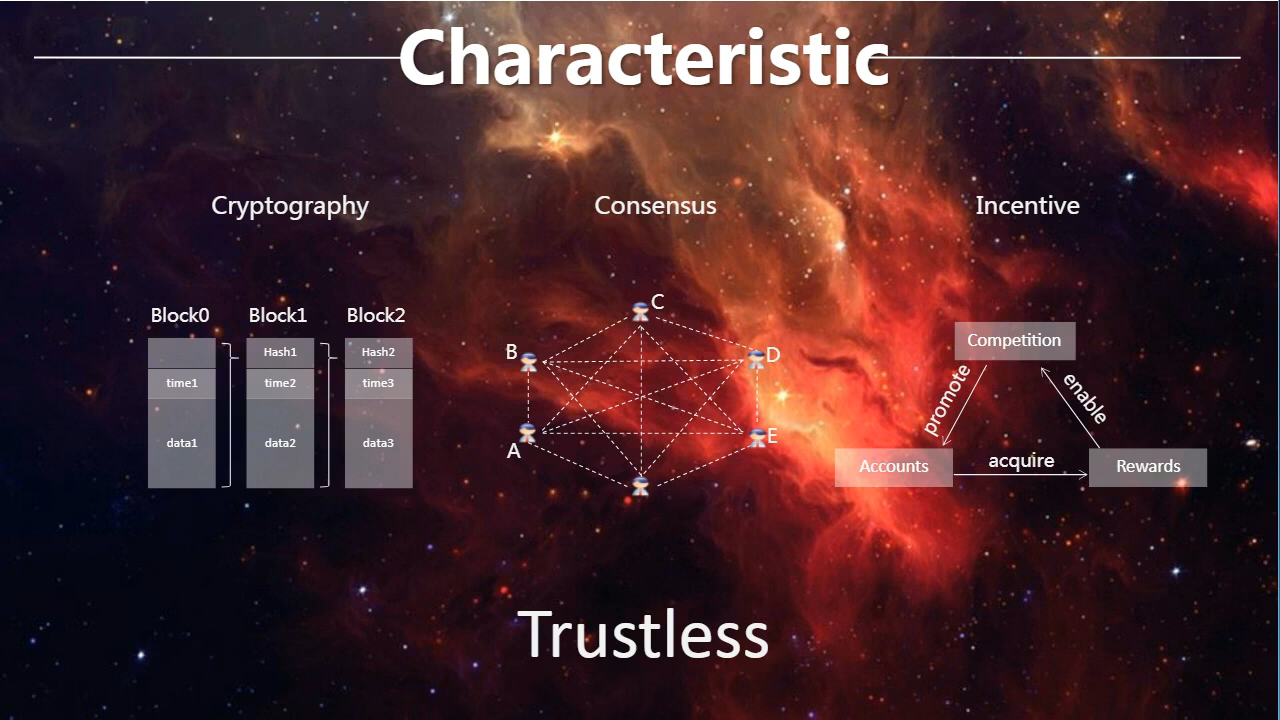 Characteristic
Cryptography
Consensus
Incentive
Block0
Block1
Block2
Hash1
Hash2
time1
time2
time3
data1
data2
data3
C
B
D
A
E
Competition
promote
enable
Accounts
acquire
Rewards
Trustless